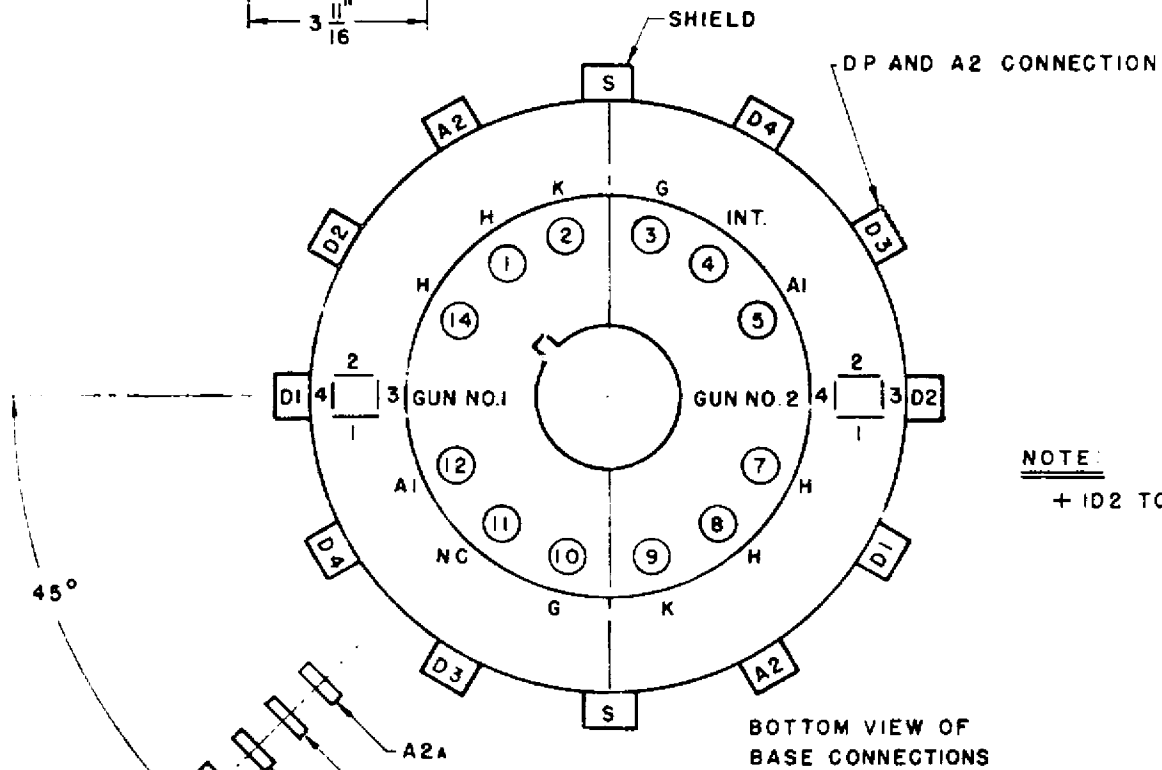 3 11"/16
SHIELD
DP AND A2 CONNECTION
S
A2
D4
D2
D3
K
G
H
INT.
H
A1
2
3
1
4
14
5
2
2
D1
4
3
GUN NO.1
GUN NO.2
4
3
D2
1
1
12
7
A1
H
NOTE:
+ 1D2 TO
11
8
NC
10
9
H
D4
D1
G
K
45°
D3
A2
S
A2A
BOTTOM VIEW OF
BASE CONNECTIONS